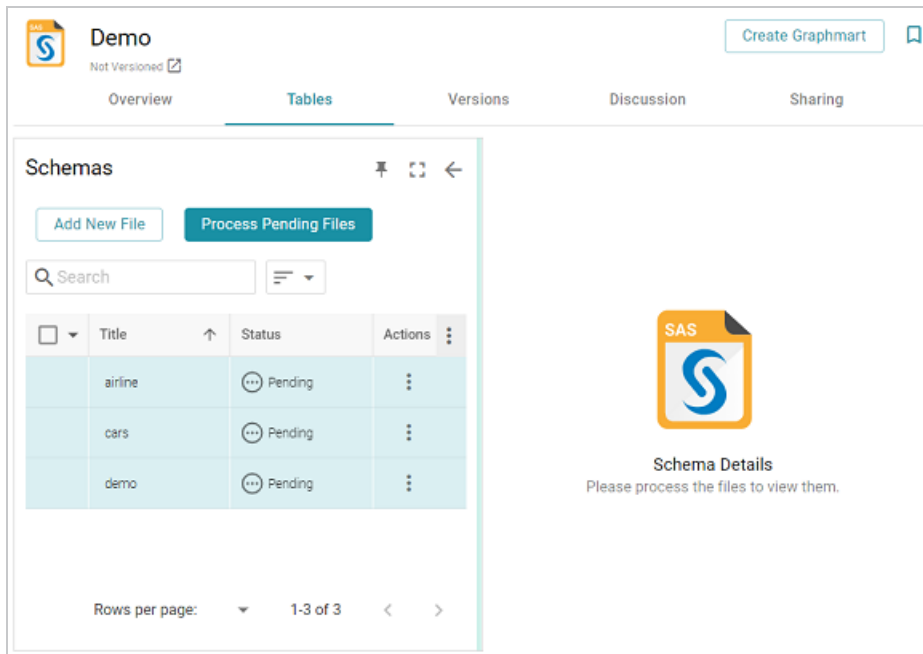 SAS
Demo
Create Graphmart
Not Versioned
Overview Tables Versions Discussion Sharing
Schemas
Add New File Process Pending Files
Search
Title Status Actions
airline Pending
cars Pending
demo Pending
Rows per page: 1-3 of 3
SAS
Schema Details
Please process the files to view them.